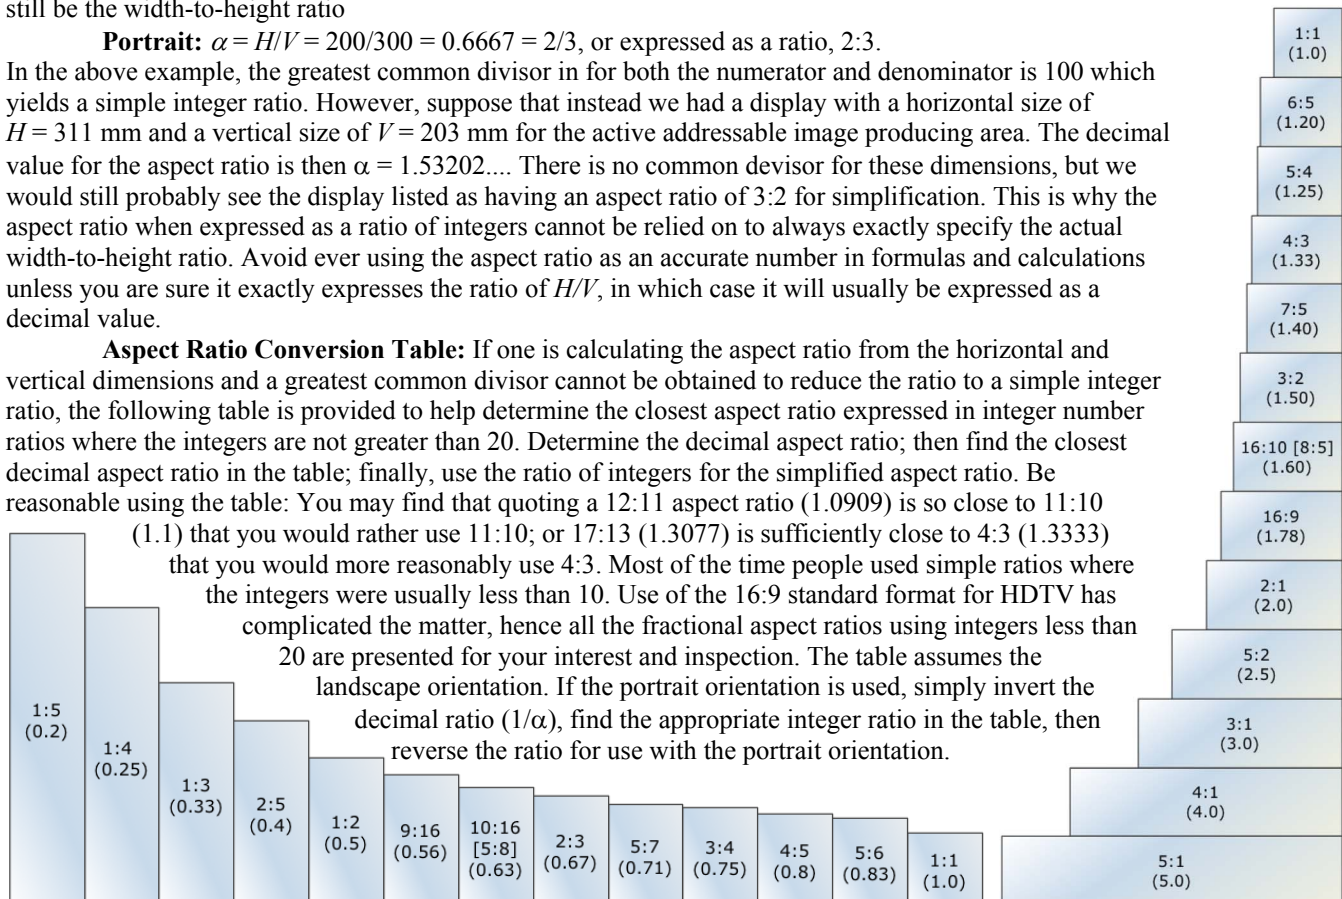 still be the width-to-height ratio
Portrait: α = H/V = 200/300 = 0.6667 = 2/3, or expressed as a ratio, 2:3.
In the above example, the greatest common divisor in for both the numerator and denominator is 100 which
yields a simple integer ratio. However, suppose that instead we had a display with a horizontal size of
H = 311 mm and a vertical size of V = 203 mm for the active addressable image producing area. The decimal
value for the aspect ratio is then α = 1.53202.... There is no common devisor for these dimensions, but we
would still probably see the display listed as having an aspect ratio of 3:2 for simplification. This is why the
aspect ratio when expressed as a ratio of integers cannot be relied on to always exactly specify the actual
width-to-height ratio. Avoid ever using the aspect ratio as an accurate number in formulas and calculations
unless you are sure it exactly expresses the ratio of H/V, in which case it will usually be expressed as a
decimal value.
Aspect Ratio Conversion Table: If one is calculating the aspect ratio from the horizontal and
vertical dimensions and a greatest common divisor cannot be obtained to reduce the ratio to a simple integer
ratio, the following table is provided to help determine the closest aspect ratio expressed in integer number
ratios where the integers are not greater than 20. Determine the decimal aspect ratio; then find the closest
decimal aspect ratio in the table; finally, use the ratio of integers for the simplified aspect ratio. Be
reasonable using the table: You may find that quoting a 12:11 aspect ratio (1.0909) is so close to 11:10
(1.1) that you would rather use 11:10; or 17:13 (1.3077) is sufficiently close to 4:3 (1.3333)
that you would more reasonably use 4:3. Most of the time people used simple ratios where
the integers were usually less than 10. Use of the 16:9 standard format for HDTV has
complicated the matter, hence all the fractional aspect ratios using integers less than
20 are presented for your interest and inspection. The table assumes the
landscape orientation. If the portrait orientation is used, simply invert the
decimal ratio (1/α), find the appropriate integer ratio in the table, then
reverse the ratio for use with the portrait orientation.
1:5
(0.2)
1:4
(0.25)
1:3
(0.33)
2:5
(0.4)
1:2
(0.5)
9:16
(0.56)
10:16
[5:8]
(0.63)
2:3
(0.67)
5:7
(0.71)
3:4
(0.75)
4:5
(0.8)
5:6
(0.83)
1:1
(1.0)
1:1
(1.0)
6:5
(1.20)
5:4
(1.25)
4:3
(1.33)
7:5
(1.40)
3:2
(1.50)
16:10 [8:5]
(1.60)
16:9
(1.78)
2:1
(2.0)
5:2
(2.5)
3:1
(3.0)
4:1
(4.0)
5:1
(5.0)